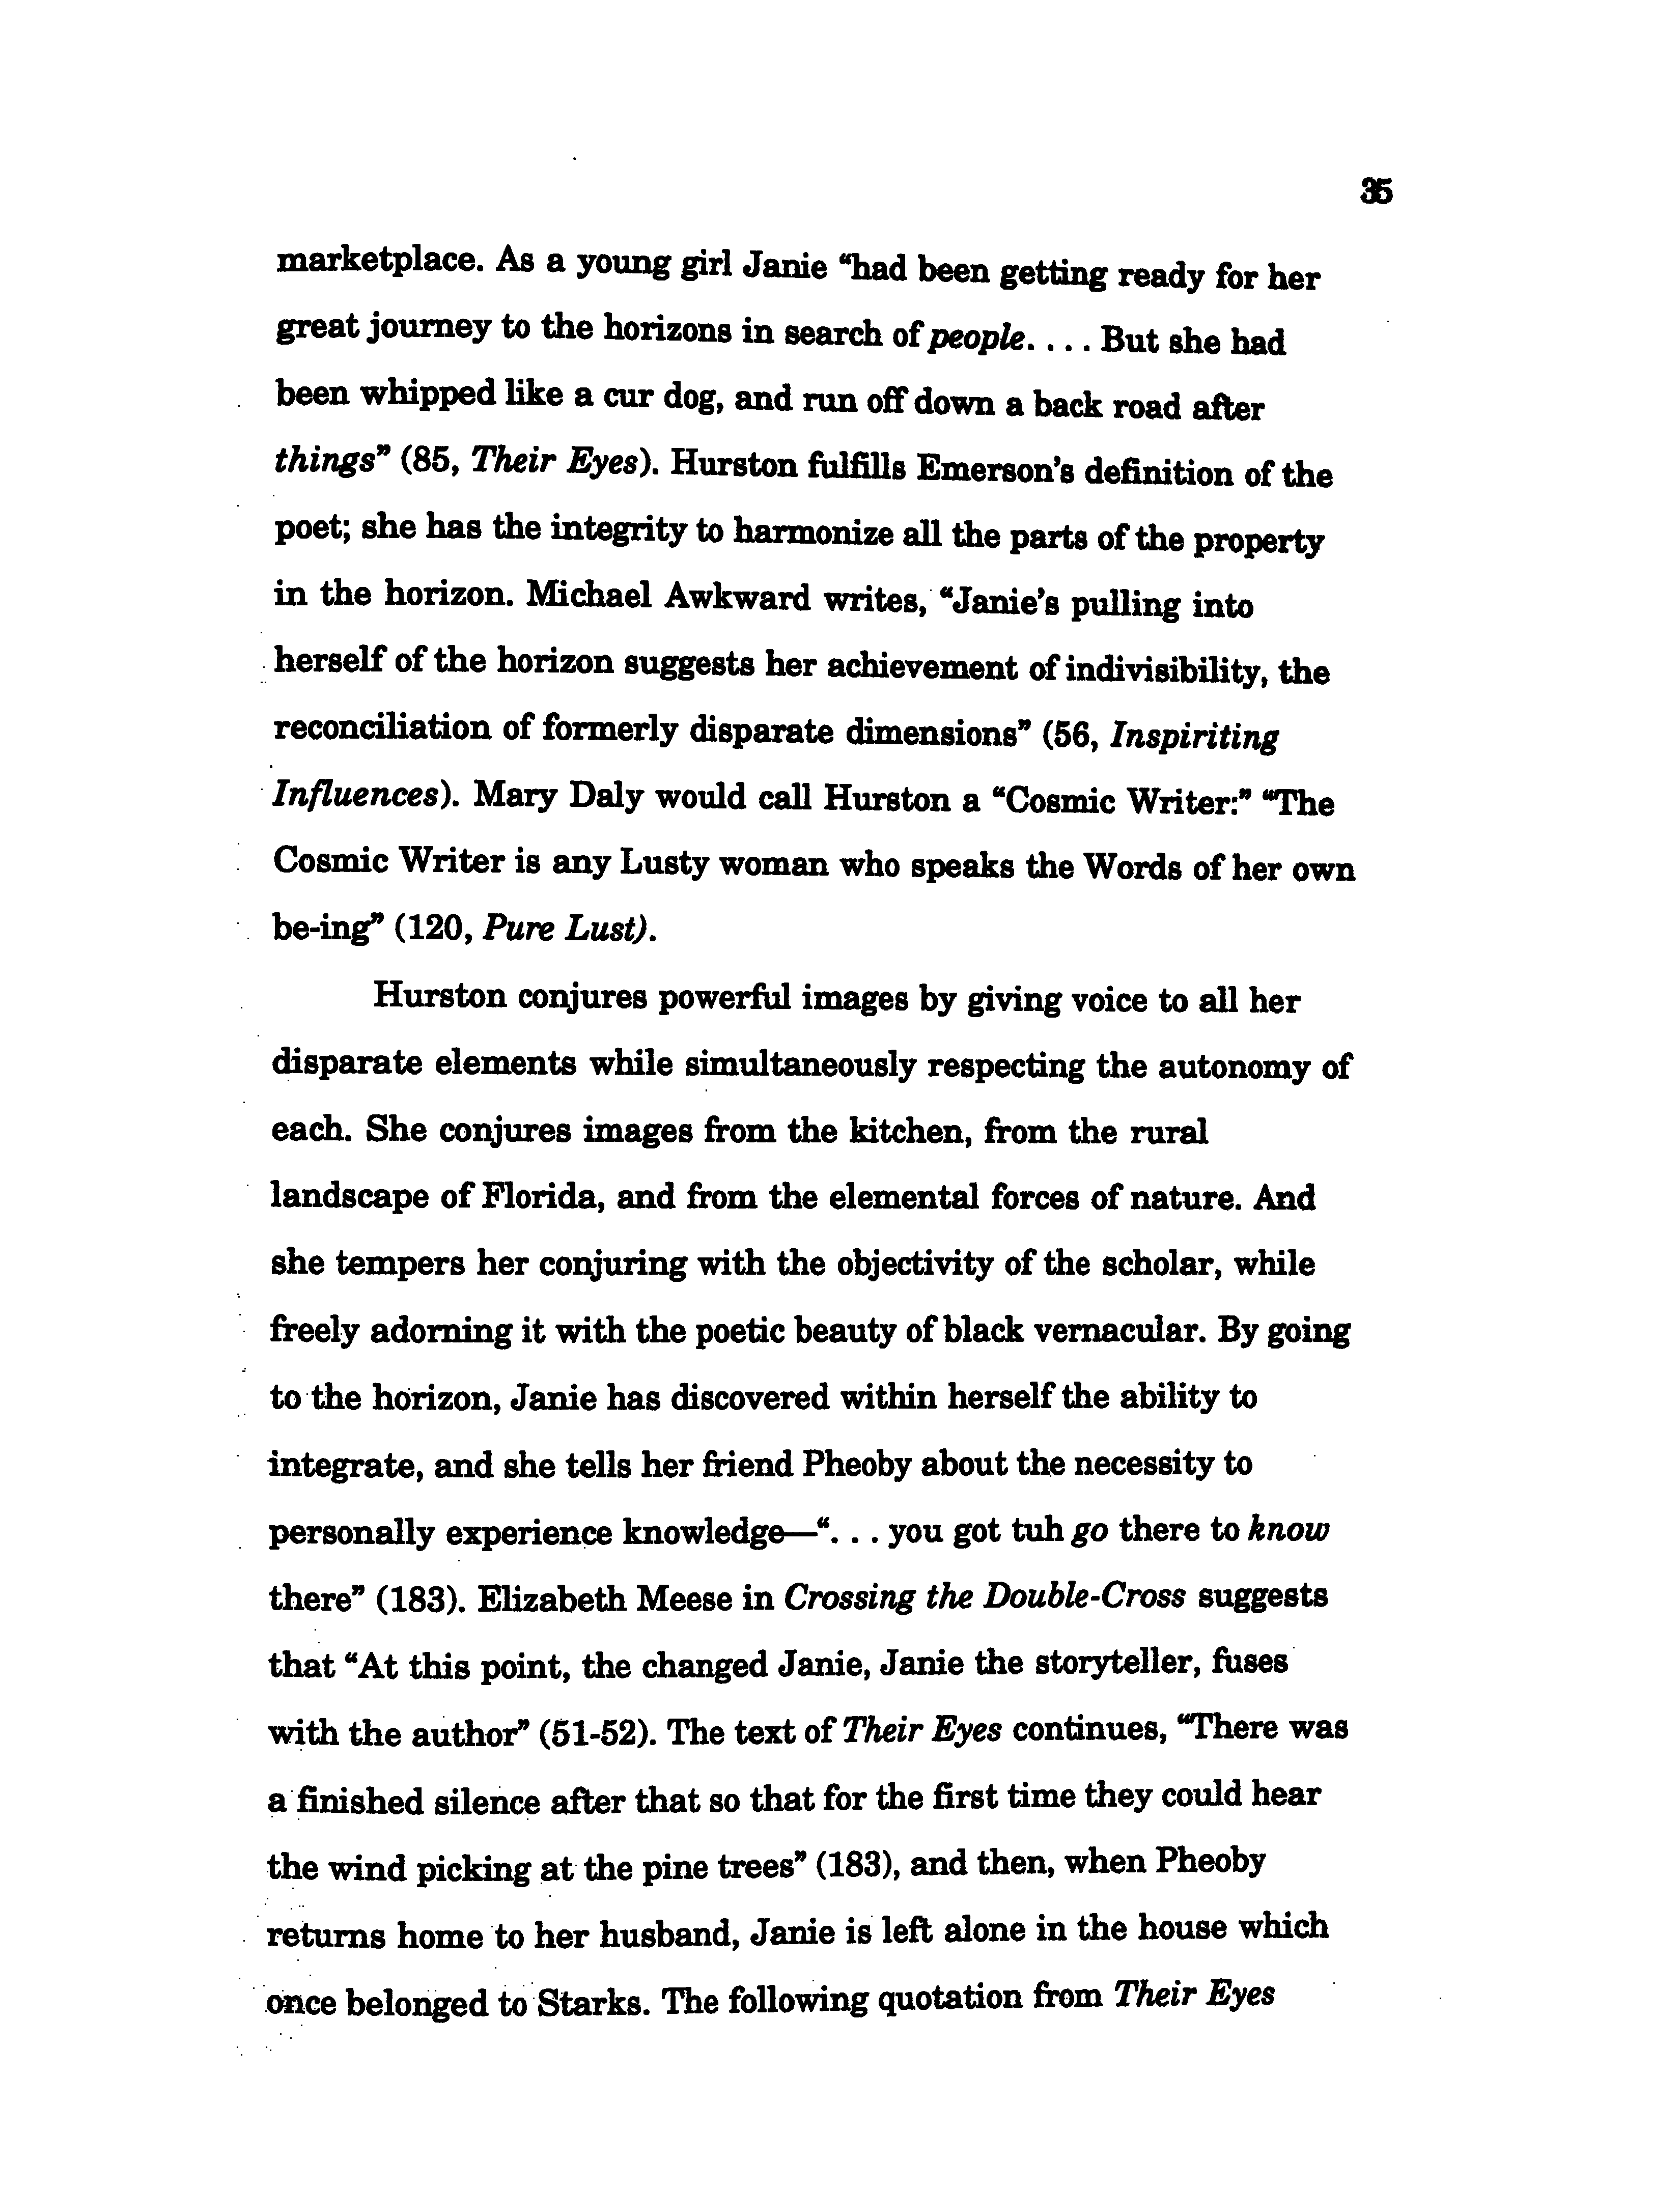 35
marketplace. As a young girl Janie “had been getting ready for her
great journey to the horizons in search of people. . . . But she had
been whipped like a cur dog, and run off down a back road after
things” (85, Their Eyes). Hurston fulfills Emerson’s definition of the
poet; she has the integrity to harmonize all the parts of the property
in the horizon. Michael Awkward writes, “Janie’s pulling into
herself of the horizon suggests her achievement of indivisibility, the
reconciliation of formerly disparate dimensions” (56, Inspiriting
Influences). Mary Daly would call Hurston a “Cosmic Writer:” “The
Cosmic Writer is any Lusty woman who speaks the Words of her own
be-ing” (120, Pure Lust).
Hurston conjures powerful images by giving voice to all her
disparate elements while simultaneously respecting the autonomy of
each. She conjures images from the kitchen, from the rural
landscape of Florida, and from the elemental forces of nature. And
she tempers her conjuring with the objectivity of the scholar, while
freely adorning it with the poetic beauty of black vernacular. By going
to the horizon, Janie has discovered within herself the ability to
integrate, and she tells her friend Pheoby about the necessity to
personally experience knowledge—“. . . you got tuh go there to know
there” (183). Elizabeth Meese in Crossing the Double-Cross suggests
that “At this point, the changed Janie, Janie the storyteller, fuses
with the author” (51-52). The text of Their Eyes continues, “There was
a finished silence after that so that for the first time they could hear
the wind picking at the pine trees” (183), and then, when Pheoby
returns home to her husband, Janie is left alone in the house which
once belonged to Starks. The following quotation from Their Eyes